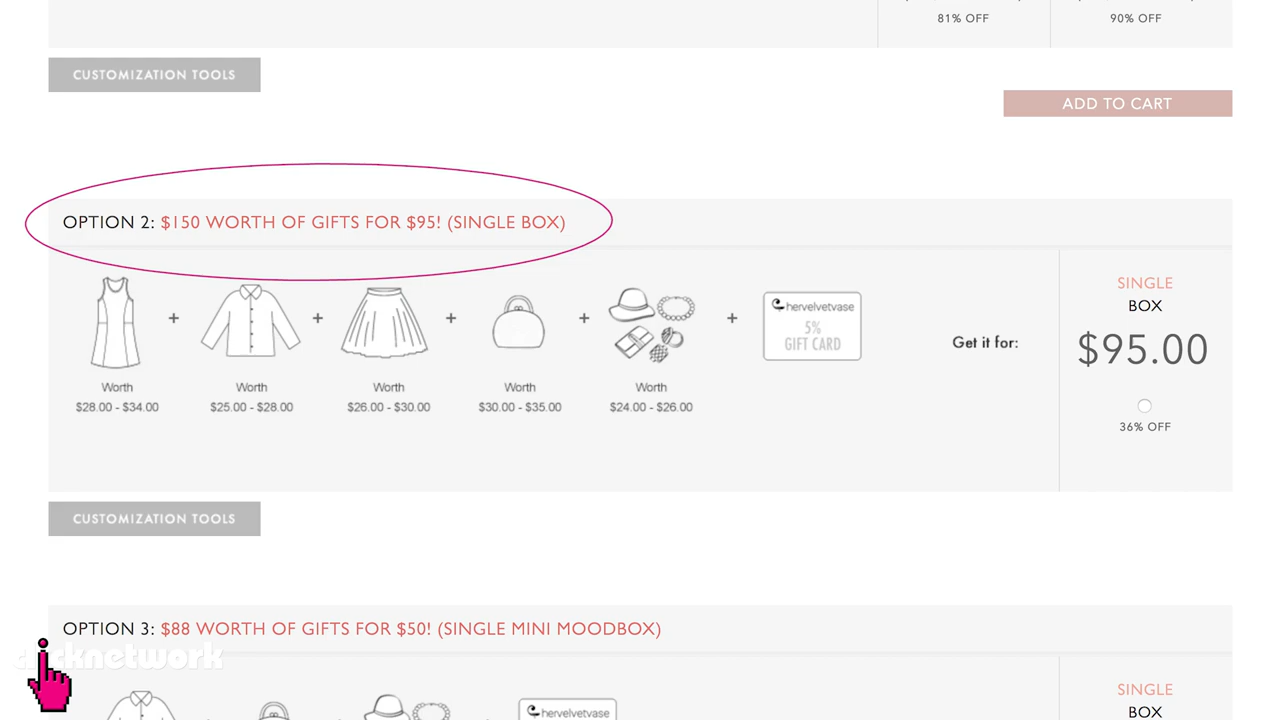 81% OFF
90% OFF
CUSTOMIZATION TOOLS
ADD TO CART
OPTION 2: $150 WORTH OF GIFTS FOR $95! (SINGLE BOX)
+ + + + +
hervelvetvase
5%
GIFT CARD
Get it for:
SINGLE
BOX
$95.00
36% OFF
Worth Worth Worth Worth Worth
$28.00 - $34.00 $25.00 - $28.00 $26.00 - $30.00 $30.00 - $35.00 $24.00 - $26.00
CUSTOMIZATION TOOLS
OPTION 3: $88 WORTH OF GIFTS FOR $50! (SINGLE MINI MOODBOX)
clicknetwork
hervelvetvase
SINGLE
BOX